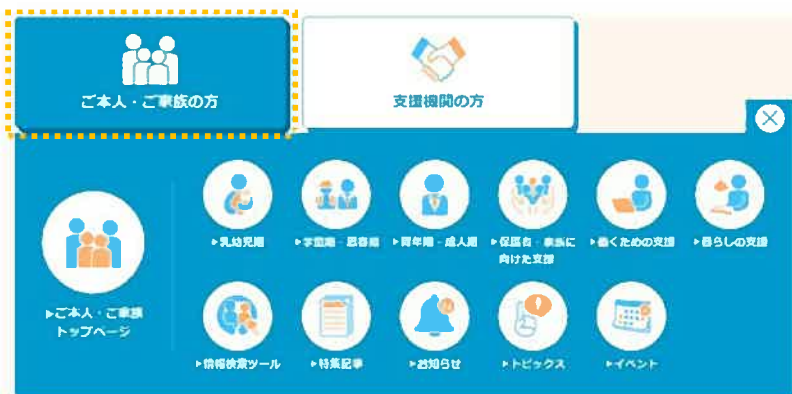 ご本人・ご家族の方
支援機関の方
▶乳幼児期
▶学童期・思春期
▶青年期・成人期
▶保護者・家族に
向けた支援
▶働くための支援
▶暮らしの支援
▶ご本人・ご家族
トップページ
▶情報検索ツール
▶特集記事
▶お知らせ
▶トピックス
▶イベント